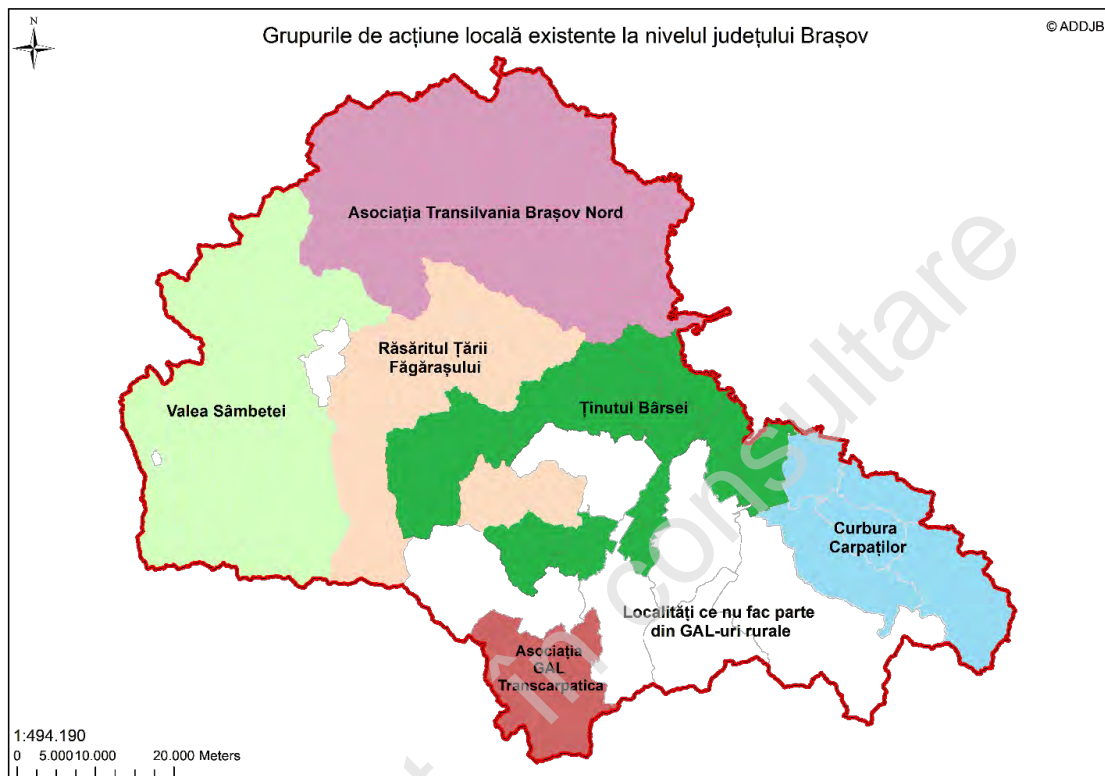 N
Grupurile de acțiune locală existente la nivelul județului Brașov
© ADDJB
Asociația Transilvania Brașov Nord
Răsăritul Țării
Făgărașului
Valea Sâmbetei
Ținutul Bârsei
Curbura
Carpaților
Localități ce nu fac parte
din GAL-uri rurale
Asociația
GAL
Transcarpatica
în consultare
1:494.190
0 5.00010.000 20.000 Meters